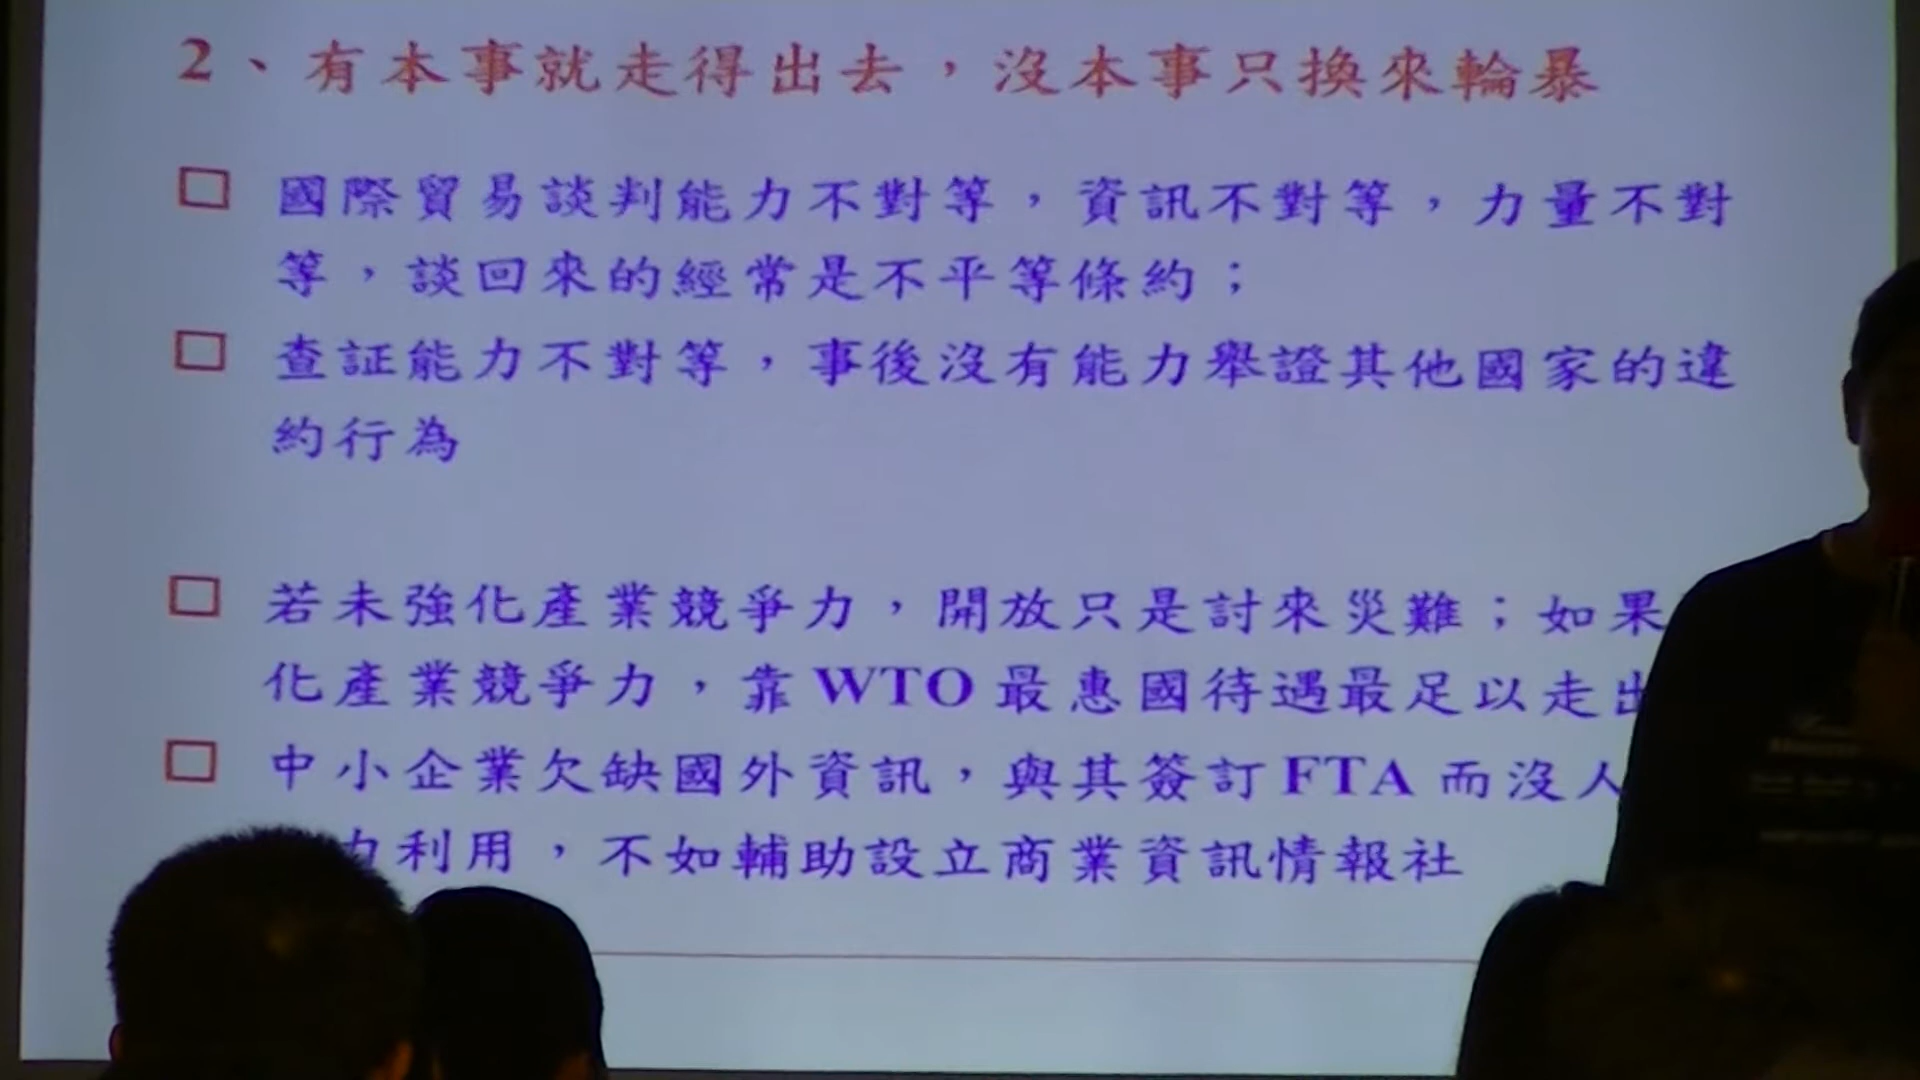 2、有本事就走得出去，沒本事只換來輪暴
□ 國際貿易談判能力不對等，資訊不對等，力量不對
等，談回來的經常是不平等條約；
□ 查証能力不對等，事後沒有能力舉證其他國家的違
約行為
□ 若未強化產業競爭力，開放只是討來災難；如果
化產業競爭力，靠WTO最惠國待遇最足以走出
□ 中小企業欠缺國外資訊，與其簽訂FTA而沒人
力利用，不如輔助設立商業資訊情報社